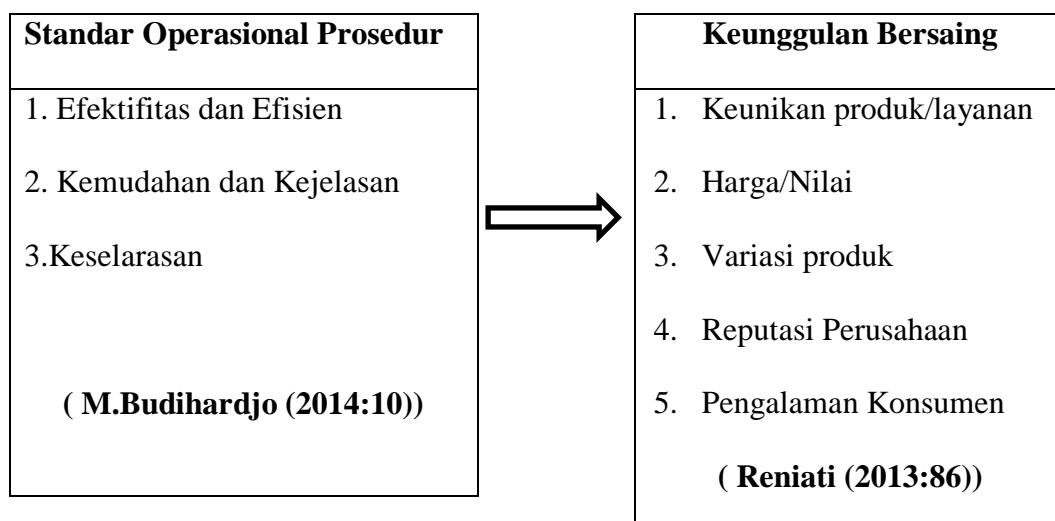 Standar Operasional Prosedur
1. Efektifitas dan Efisien
2. Kemudahan dan Kejelasan
3.Keselarasan
( M.Budihardjo (2014:10))
Keunggulan Bersaing
1. Keunikan produk/layanan
2. Harga/Nilai
3. Variasi produk
4. Reputasi Perusahaan
5. Pengalaman Konsumen
( Reniati (2013:86))